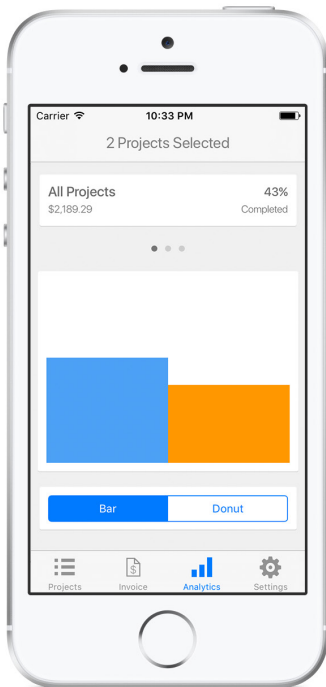 Carrier 10:33 PM
2 Projects Selected
All Projects 43%
$2,189.29 Completed
Bar Donut
$
Projects Invoice Analytics Settings